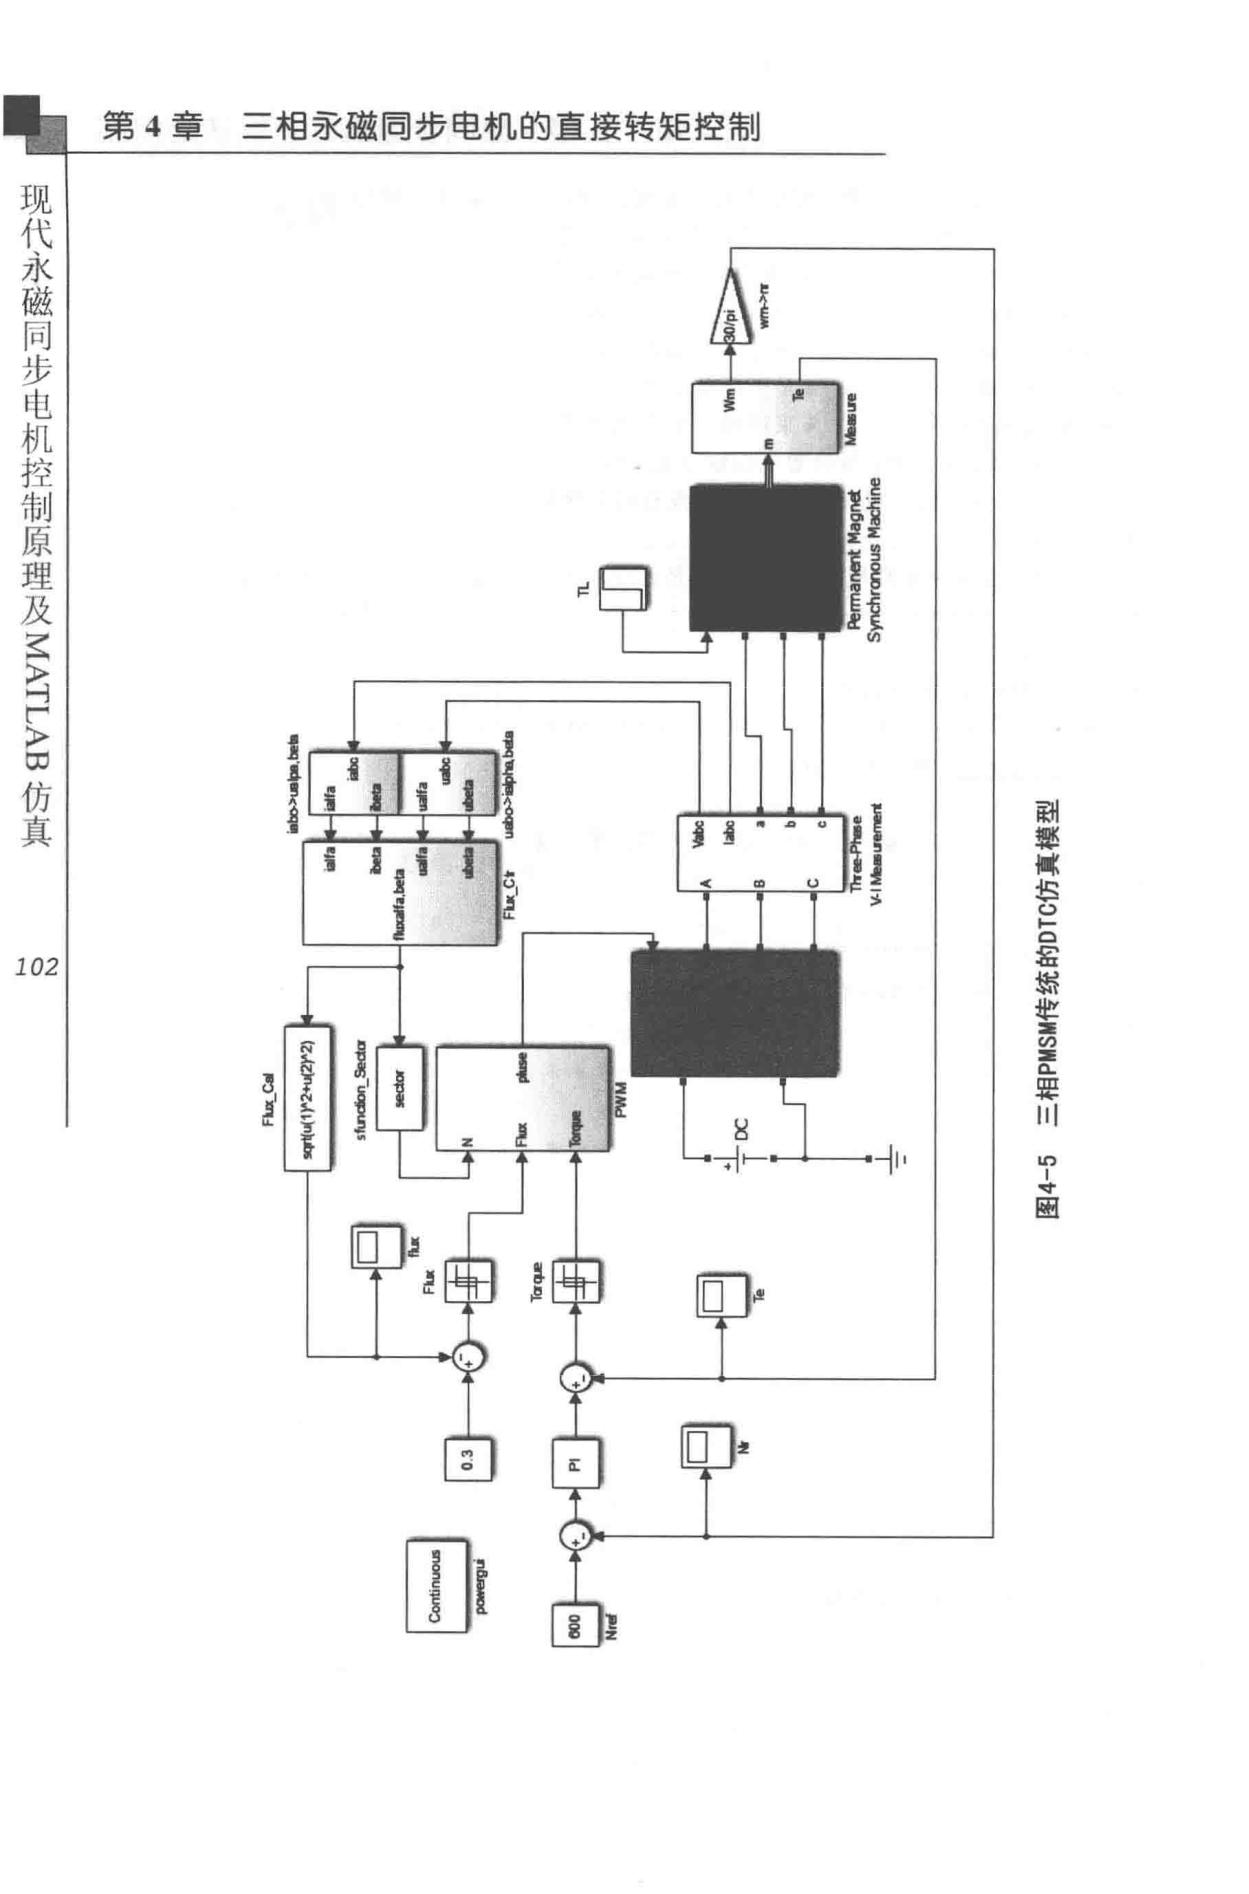 第 4 章 三相永磁同步电机的直接转矩控制
现代永磁同步电机控制原理及MATLAB 仿真
102
Continuous
powergui
600
Nref
+
-
PI
+
-
0.3
+
-
Nr
Te
flux
Flux
Torque
Flux_Cal
sqrt(u(1)^2+u(2)^2)
sfunction_Sector
sector
N
Flux
Torque
pluse
PWM
+
DC
fluxalfa,beta
ialfa
ibeta
ualfa
ubeta
Flux_Ctr
iabc->ualpa,beta
ialfa
iabc
ibeta
ualfa
uabc
ubeta
uabc->ialpha,beta
A
B
C
Vabc
Iabc
a
b
c
Three-Phase
V-I Measurement
TL
Permanent Magnet
Synchronous Machine
m
Wm
Te
Measure
30/pi
wm->nr
图4-5 三相PMSM传统的DTC仿真模型